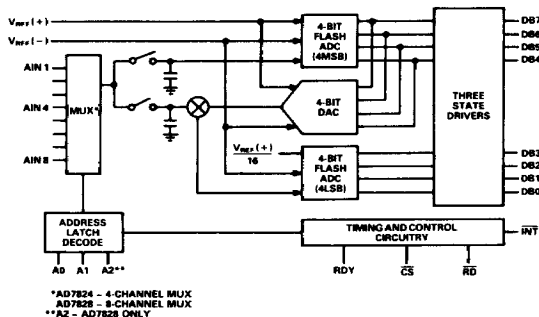 VREF (+)
VREF (−)
4-BIT
FLASH
ADC
(4MSB)
DB7
DB6
DB5
DB4
AIN 1
AIN 4
AIN 8
MUX*
4-BIT
DAC
THREE
STATE
DRIVERS
VREF (+)
16
4-BIT
FLASH
ADC
(4LSB)
DB3
DB2
DB1
DB0
ADDRESS
LATCH
DECODE
TIMING AND CONTROL
CIRCUITRY
INT
A0 A1 A2**
RDY CS RD
*AD7824 – 4-CHANNEL MUX
AD7828 – 8-CHANNEL MUX
**A2 – AD7828 ONLY